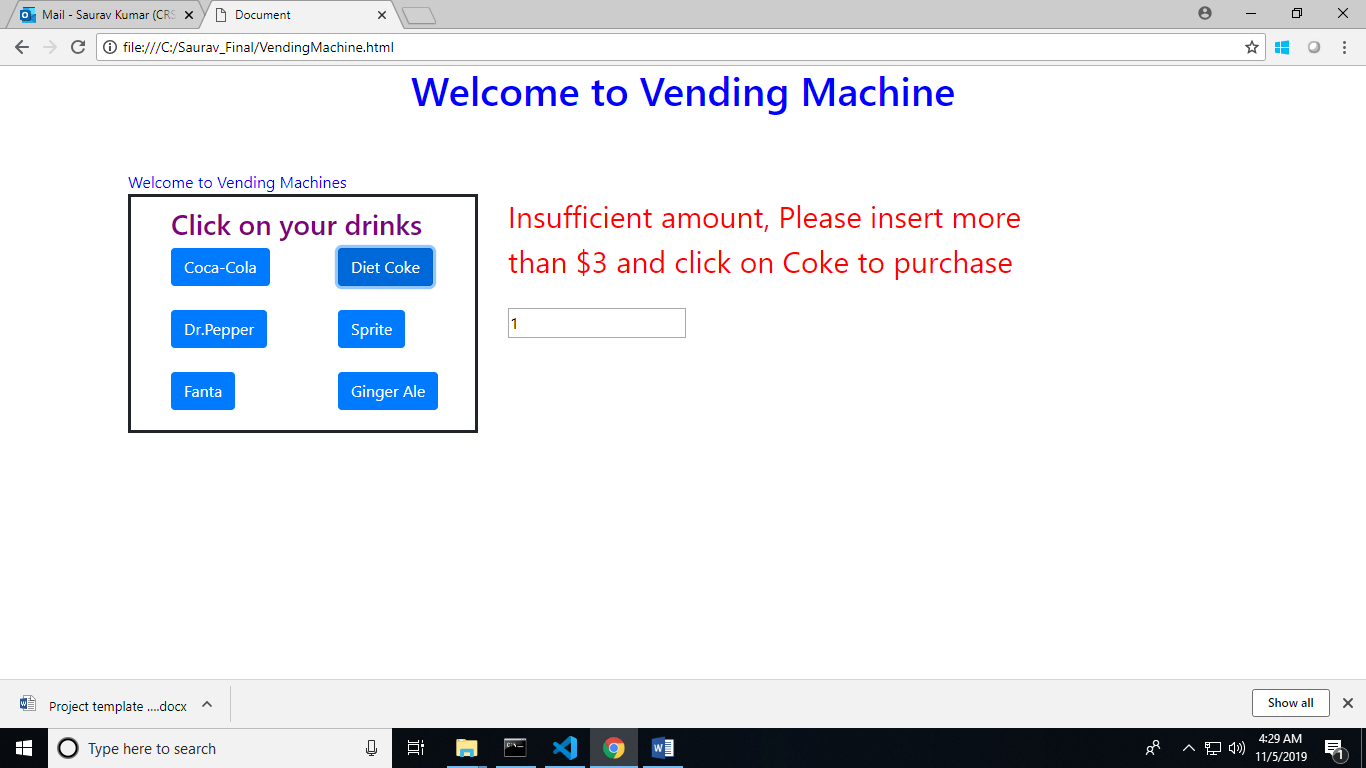 Mail - Saurav Kumar (CRS
Document
file:///C:/Saurav_Final/VendingMachine.html
Welcome to Vending Machine
Welcome to Vending Machines
Click on your drinks
Coca-Cola
Diet Coke
Dr.Pepper
Sprite
Fanta
Ginger Ale
Insufficient amount, Please insert more
than $3 and click on Coke to purchase
1
Project template ....docx
Show all
Type here to search
4:29 AM
11/5/2019
1